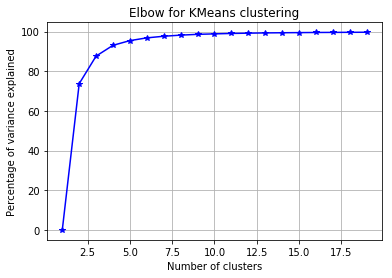 Elbow for KMeans clustering
Percentage of variance explained
100
80
60
40
20
0
2.5 5.0 7.5 10.0 12.5 15.0 17.5
Number of clusters